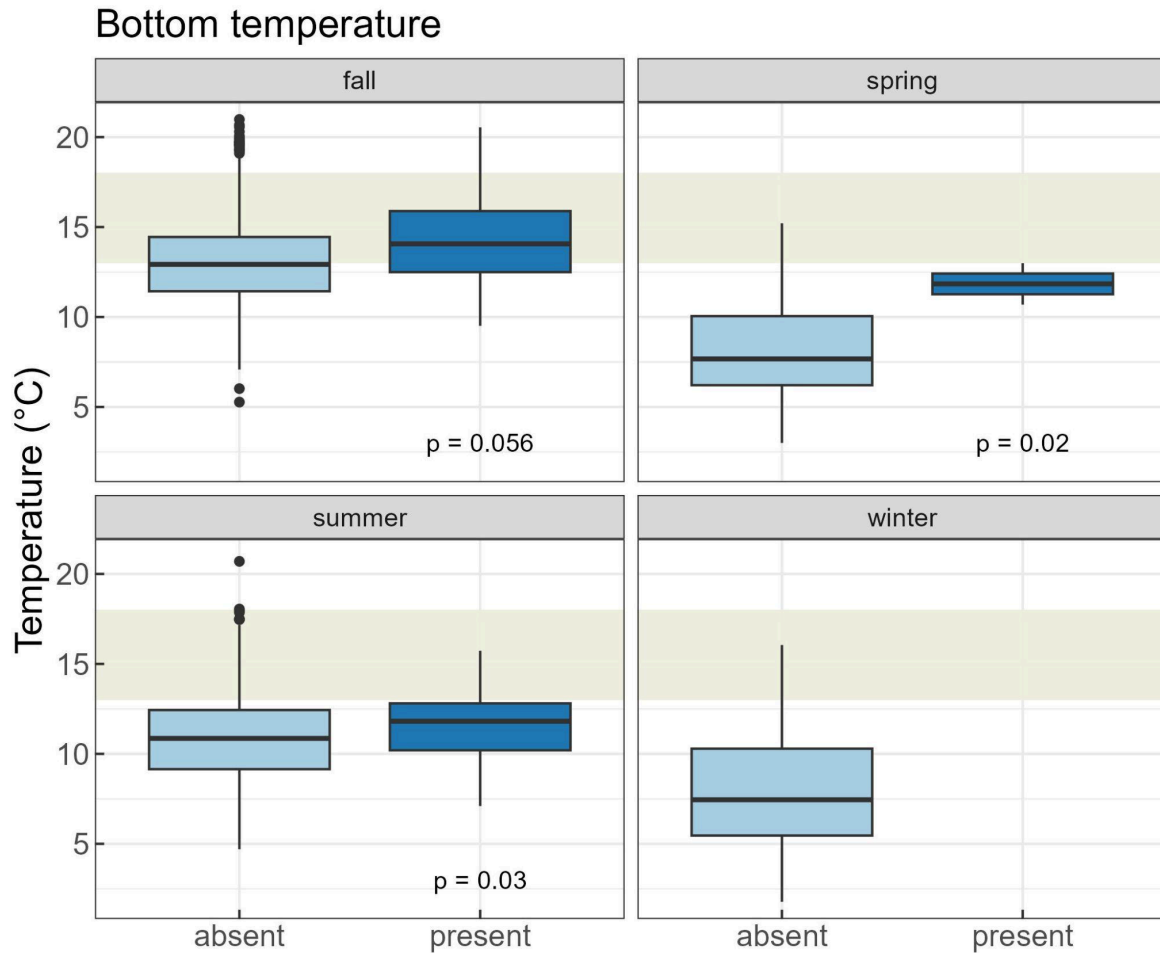 Bottom temperature
fall
spring
20
15
10
5
p = 0.056
p = 0.02
summer
winter
20
15
10
5
p = 0.03
Temperature (°C)
absent
present
absent
present